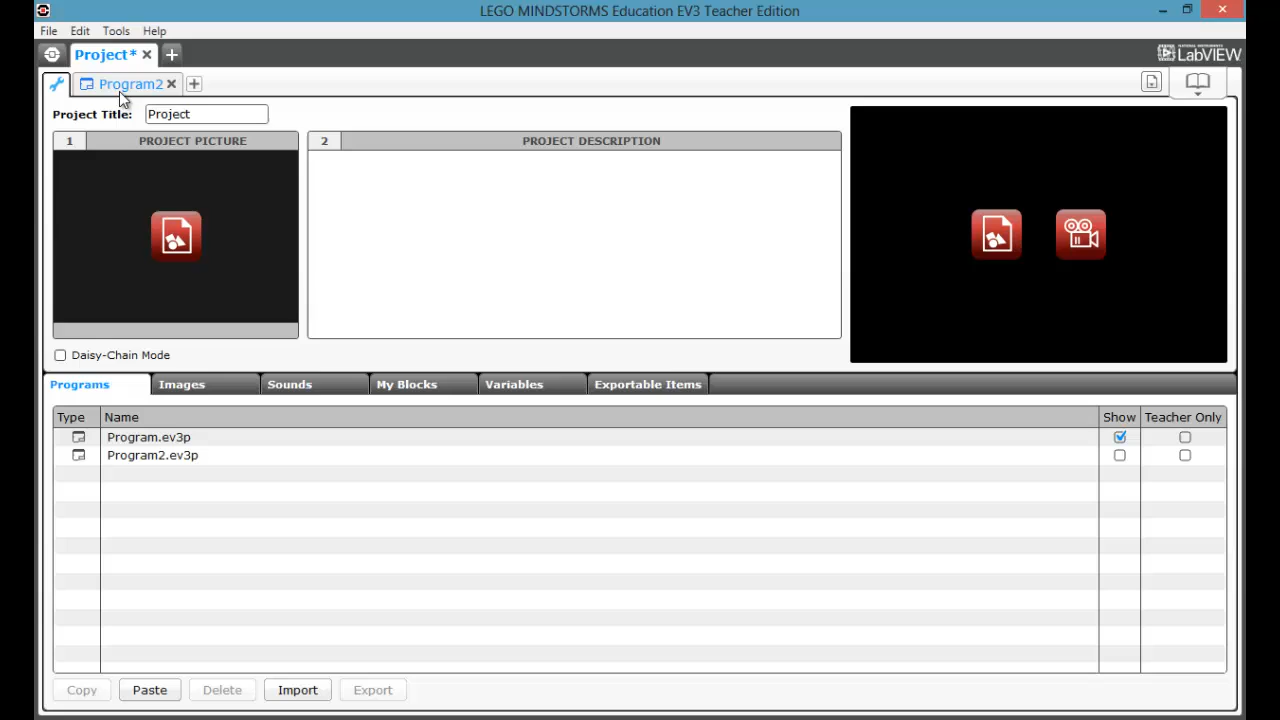 LEGO MINDSTORMS Education EV3 Teacher Edition
File Edit Tools Help
Project*
LabVIEW
Program2
Project Title: Project
1 PROJECT PICTURE
2 PROJECT DESCRIPTION
Daisy-Chain Mode
Programs Images Sounds My Blocks Variables Exportable Items
Type Name Show Teacher Only
Program.ev3p
Program2.ev3p
Copy Paste Delete Import Export